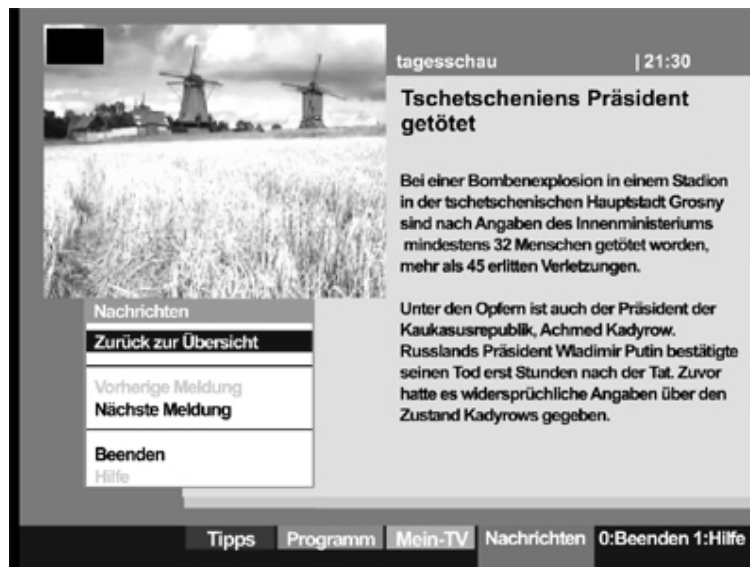 tagesschau | 21:30
Tschetscheniens Präsident
getötet
Bei einer Bombenexplosion in einem Stadion
in der tschetschenischen Hauptstadt Grosny
sind nach Angaben des Innenministeriums
mindestens 32 Menschen getötet worden,
mehr als 45 erlitten Verletzungen.
Unter den Opfern ist auch der Präsident der
Kaukasusrepublik, Achmed Kadyrow.
Russlands Präsident Wladimir Putin bestätigte
seinen Tod erst Stunden nach der Tat. Zuvor
hatte es widersprüchliche Angaben über den
Zustand Kadyrows gegeben.
Nachrichten
Zurück zur Übersicht
Vorherige Meldung
Nächste Meldung
Beenden
Hilfe
Tipps Programm Mein-TV Nachrichten 0:Beenden 1:Hilfe